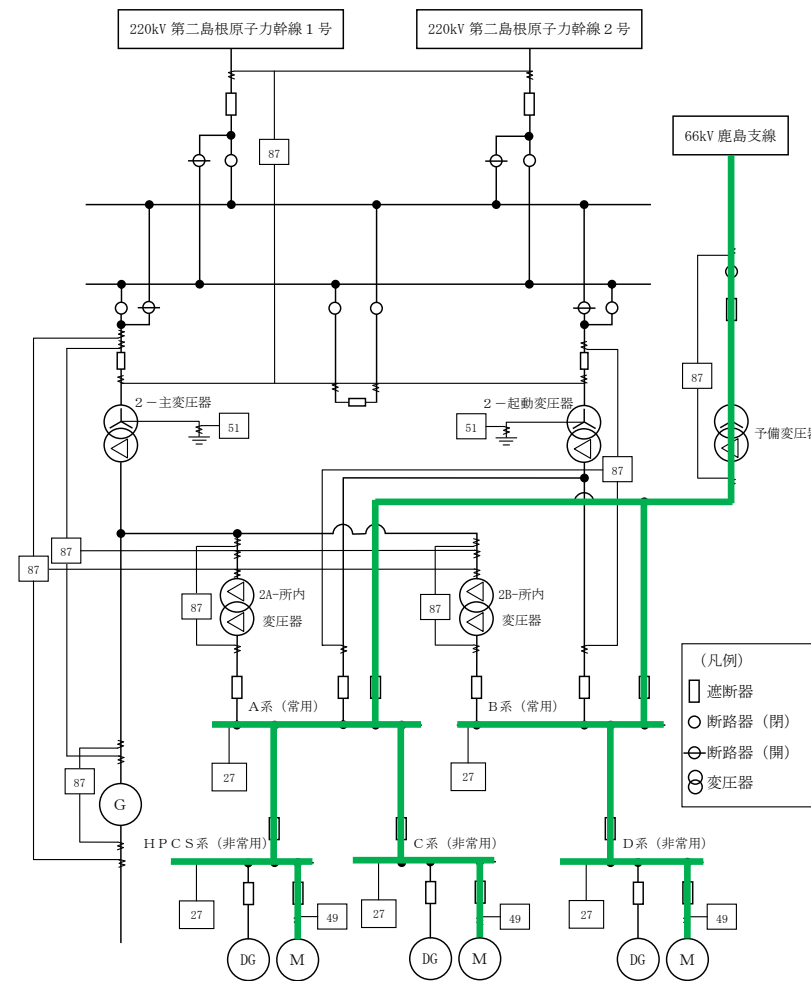 220kV 第二島根原子力幹線1号
220kV 第二島根原子力幹線2号
66kV 鹿島支線
87
87
2-主変圧器
51
2-起動変圧器
51
予備変圧器
87
87
87
87
2A-所内
変圧器
87
2B-所内
変圧器
(凡例)
遮断器
断路器(閉)
断路器(開)
変圧器
A系(常用)
B系(常用)
27
27
87
G
HPCS系(非常用)
C系(非常用)
D系(非常用)
27
49
27
49
27
49
DG
M
DG
M
DG
M